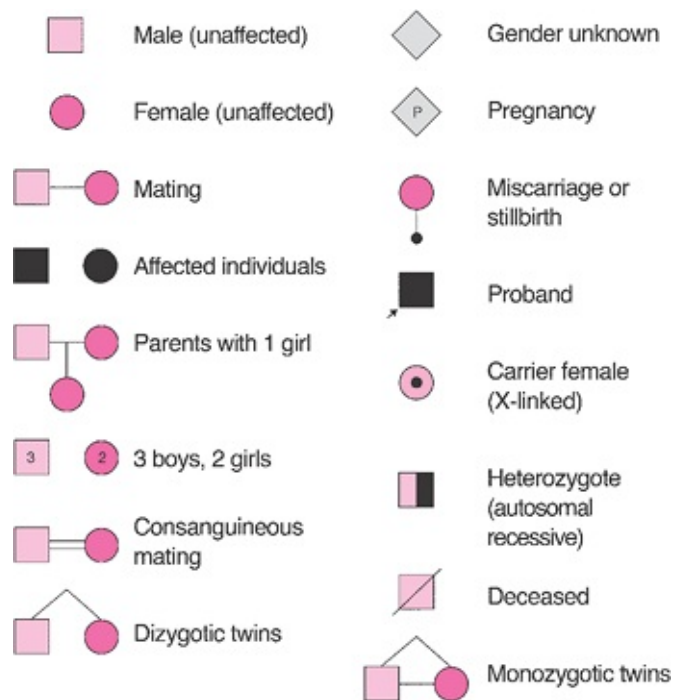 Male (unaffected)
Female (unaffected)
Mating
Affected individuals
Parents with 1 girl
3 2 3 boys, 2 girls
Consanguineous
mating
Dizygotic twins
Gender unknown
P Pregnancy
Miscarriage or
stillbirth
Proband
Carrier female
(X-linked)
Heterozygote
(autosomal
recessive)
Deceased
Monozygotic twins